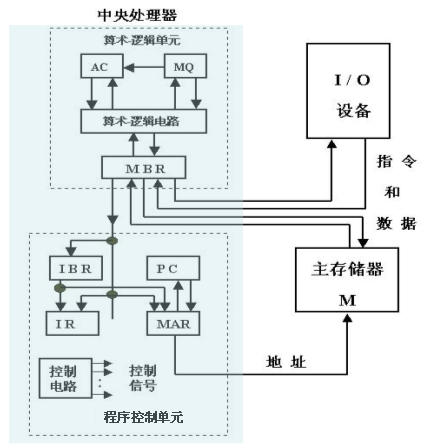 中央处理器
算术-逻辑单元
AC
MQ
算术-逻辑电路
MBR
I/O
设备
指令
和
数据
IBR
PC
IR
MAR
主存储器
M
地址
控制
电路
控制
信号
程序控制单元